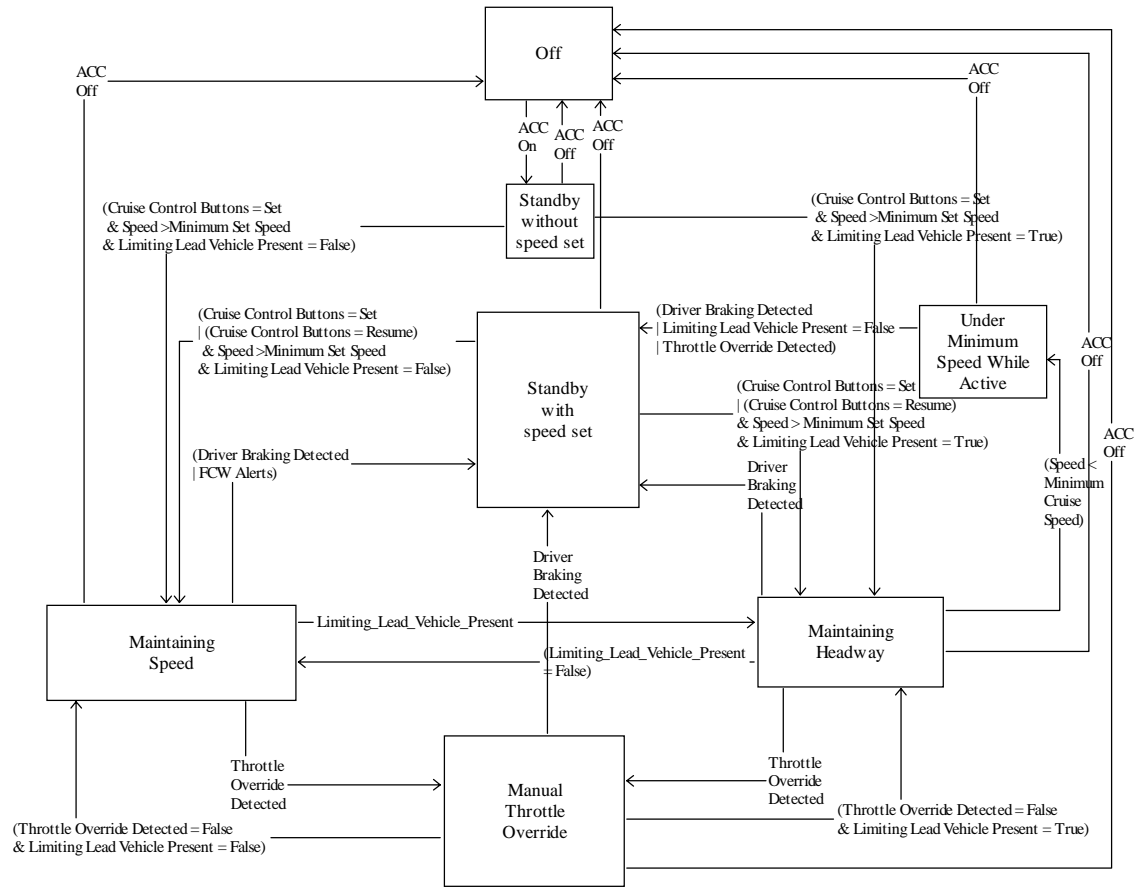 Off
ACC
Off
ACC
Off
ACC
On
ACC
Off
ACC
Off
Standby
without
speed set
(Cruise Control Buttons = Set
& Speed >Minimum Set Speed
& Limiting Lead Vehicle Present = False)
(Cruise Control Buttons = Set
& Speed >Minimum Set Speed
& Limiting Lead Vehicle Present = True)
(Cruise Control Buttons = Set
| (Cruise Control Buttons = Resume)
& Speed >Minimum Set Speed
& Limiting Lead Vehicle Present = False)
Standby
with
speed set
(Driver Braking Detected
| Limiting Lead Vehicle Present = False
| Throttle Override Detected)
Under
Minimum
Speed While
Active
ACC
Off
(Cruise Control Buttons = Set
| (Cruise Control Buttons = Resume)
& Speed > Minimum Set Speed
& Limiting Lead Vehicle Present = True)
ACC
Off
(Driver Braking Detected
| FCW Alerts)
Driver
Braking
Detected
(Speed <
Minimum
Cruise
Speed)
Driver
Braking
Detected
Maintaining
Speed
Limiting_Lead_Vehicle_Present
(Limiting_Lead_Vehicle_Present
= False)
Maintaining
Headway
Throttle
Override
Detected
Manual
Throttle
Override
Throttle
Override
Detected
(Throttle Override Detected = False
& Limiting Lead Vehicle Present = False)
(Throttle Override Detected = False
& Limiting Lead Vehicle Present = True)